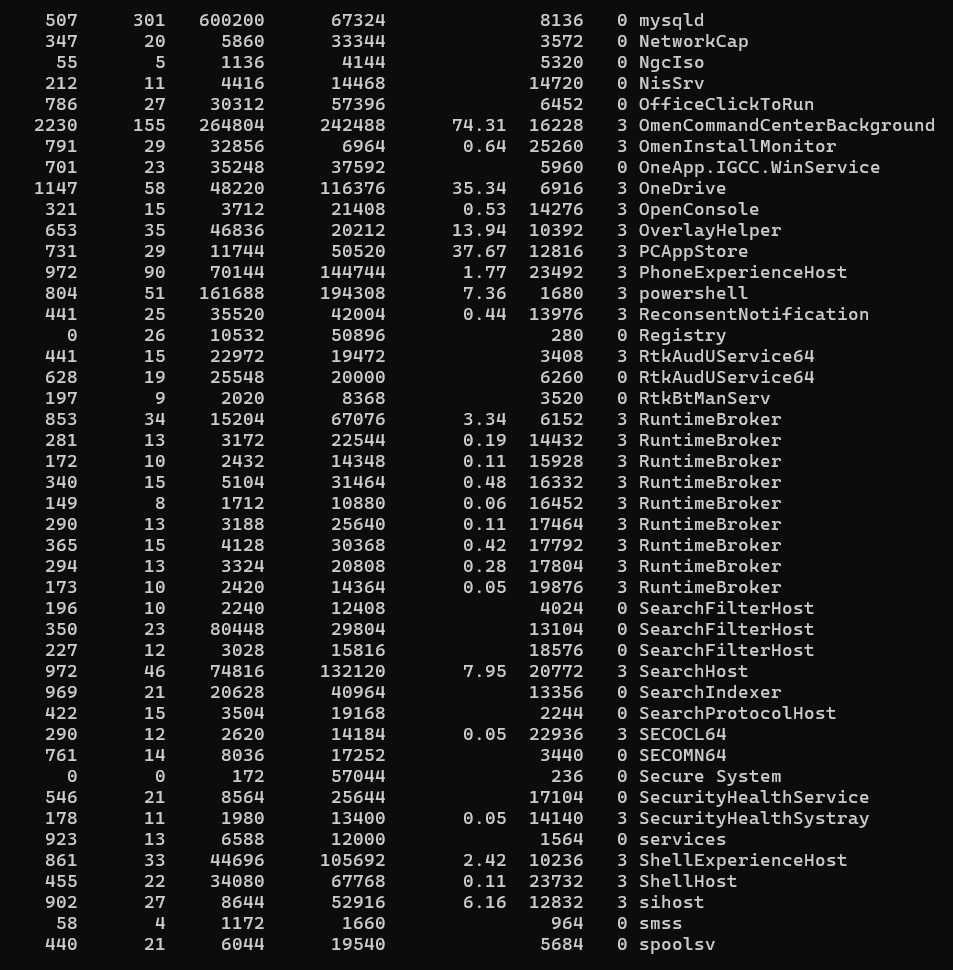 507 301 600200 67324 8136 0 mysqld
347 20 5860 33344 3572 0 NetworkCap
55 5 1136 4144 5320 0 NgcIso
212 11 4416 14468 14720 0 NisSrv
786 27 30312 57396 6452 0 OfficeClickToRun
2230 155 264804 242488 74.31 16228 3 OmenCommandCenterBackground
791 29 32856 6964 0.64 25260 3 OmenInstallMonitor
701 23 35248 37592 5960 0 OneApp.IGCC.WinService
1147 58 48220 116376 35.34 6916 3 OneDrive
321 15 3712 21408 0.53 14276 3 OpenConsole
653 35 46836 20212 13.94 10392 3 OverlayHelper
731 29 11744 50520 37.67 12816 3 PCAppStore
972 90 70144 144744 1.77 23492 3 PhoneExperienceHost
804 51 161688 194308 7.36 1680 3 powershell
441 25 35520 42004 0.44 13976 3 ReconsentNotification
0 26 10532 50896 280 0 Registry
441 15 22972 19472 3408 3 RtkAudUService64
628 19 25548 20000 6260 0 RtkAudUService64
197 9 2020 8368 3520 0 RtkBtManServ
853 34 15204 67076 3.34 6152 3 RuntimeBroker
281 13 3172 22544 0.19 14432 3 RuntimeBroker
172 10 2432 14348 0.11 15928 3 RuntimeBroker
340 15 5104 31464 0.48 16332 3 RuntimeBroker
149 8 1712 10880 0.06 16452 3 RuntimeBroker
290 13 3188 25640 0.11 17464 3 RuntimeBroker
365 15 4128 30368 0.42 17792 3 RuntimeBroker
294 13 3324 20808 0.28 17804 3 RuntimeBroker
173 10 2420 14364 0.05 19876 3 RuntimeBroker
196 10 2240 12408 4024 0 SearchFilterHost
350 23 80448 29804 13104 0 SearchFilterHost
227 12 3028 15816 18576 0 SearchFilterHost
972 46 74816 132120 7.95 20772 3 SearchHost
969 21 20628 40964 13356 0 SearchIndexer
422 15 3504 19168 2244 0 SearchProtocolHost
290 12 2620 14184 0.05 22936 3 SECOCL64
761 14 8036 17252 3440 0 SECOMN64
0 0 172 57044 236 0 Secure System
546 21 8564 25644 17104 0 SecurityHealthService
178 11 1980 13400 0.05 14140 3 SecurityHealthSystray
923 13 6588 12000 1564 0 services
861 33 44696 105692 2.42 10236 3 ShellExperienceHost
455 22 34080 67768 0.11 23732 3 ShellHost
902 27 8644 52916 6.16 12832 3 sihost
58 4 1172 1660 964 0 smss
440 21 6044 19540 5684 0 spoolsv